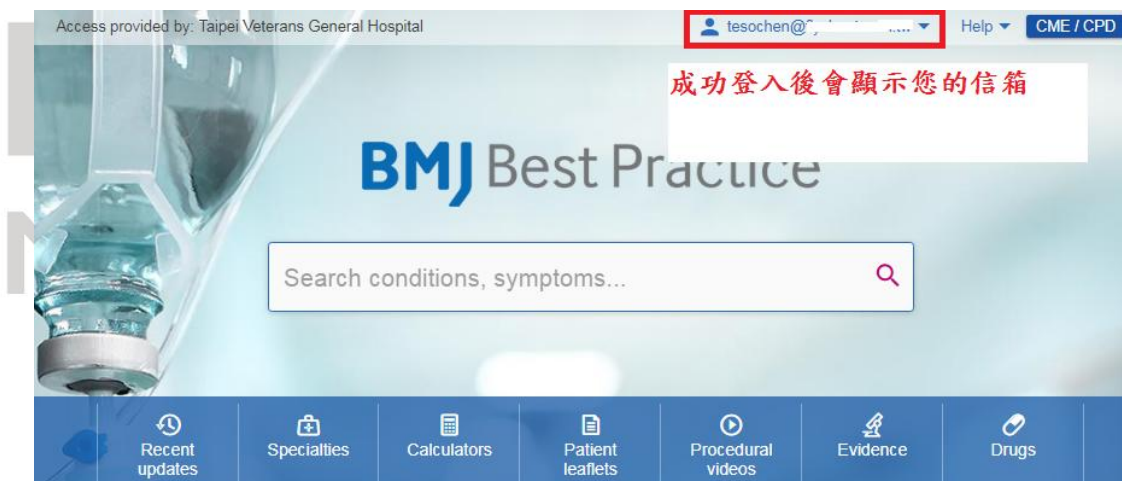 Access provided by: Taipei Veterans General Hospital
tesochen@
Help
CME / CPD
成功登入後會顯示您的信箱
BMJ Best Practice
Search conditions, symptoms...
Recent
updates
Specialties
Calculators
Patient
leaflets
Procedural
videos
Evidence
Drugs